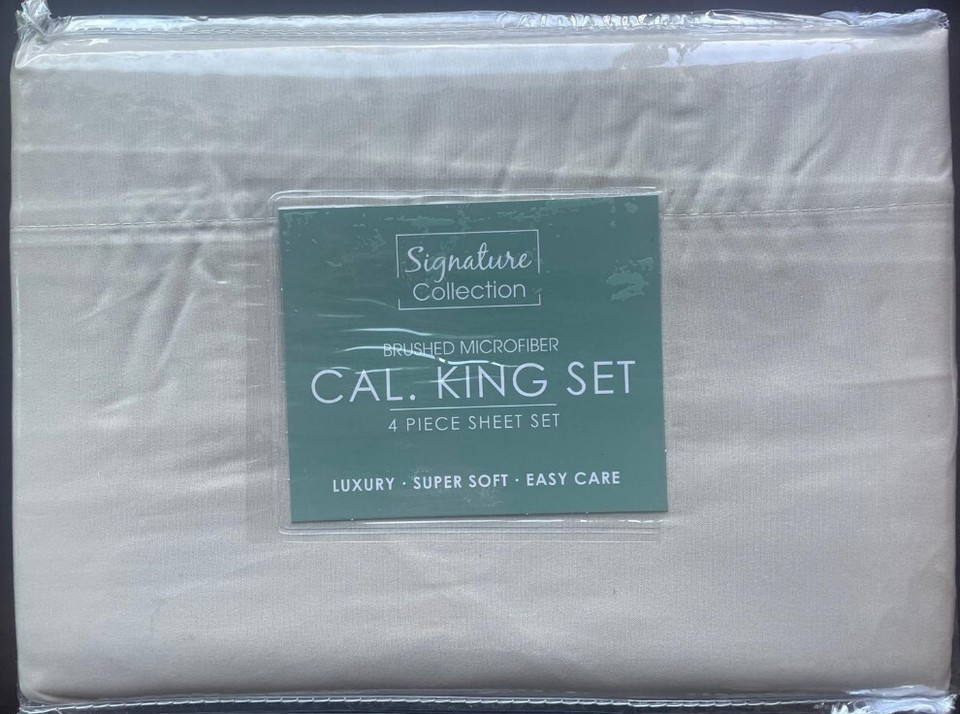 Signature
Collection
BRUSHED MICROFIBER
CAL. KING SET
4 PIECE SHEET SET
LUXURY · SUPER SOFT · EASY CARE